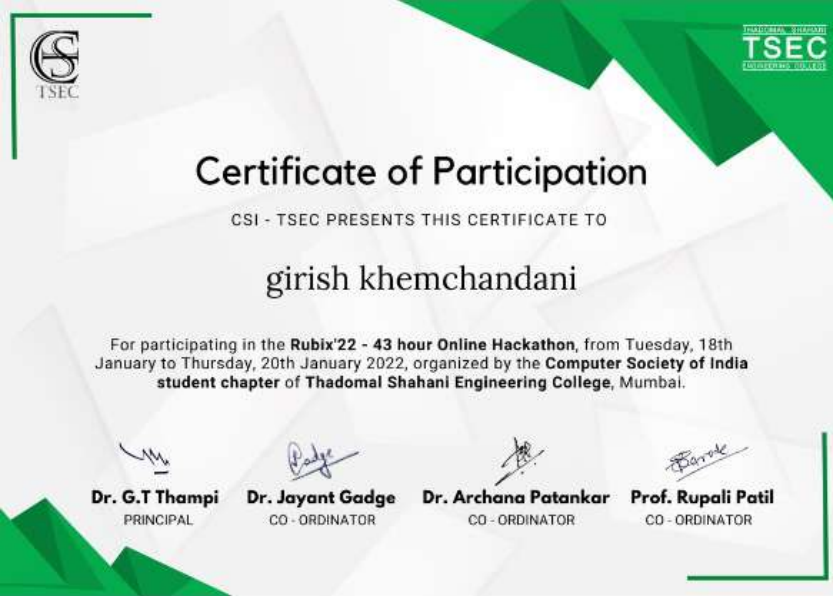 CSI
TSEC
THADOMAL SHAHANI
TSEC
ENGINEERING COLLEGE
Certificate of Participation
CSI - TSEC PRESENTS THIS CERTIFICATE TO
girish khemchandani
For participating in the Rubix'22 - 43 hour Online Hackathon, from Tuesday, 18th
January to Thursday, 20th January 2022, organized by the Computer Society of India
student chapter of Thadomal Shahani Engineering College, Mumbai.
Dr. G.T Thampi
Dr. Jayant Gadge
Dr. Archana Patankar
Prof. Rupali Patil
PRINCIPAL
CO - ORDINATOR
CO - ORDINATOR
CO - ORDINATOR